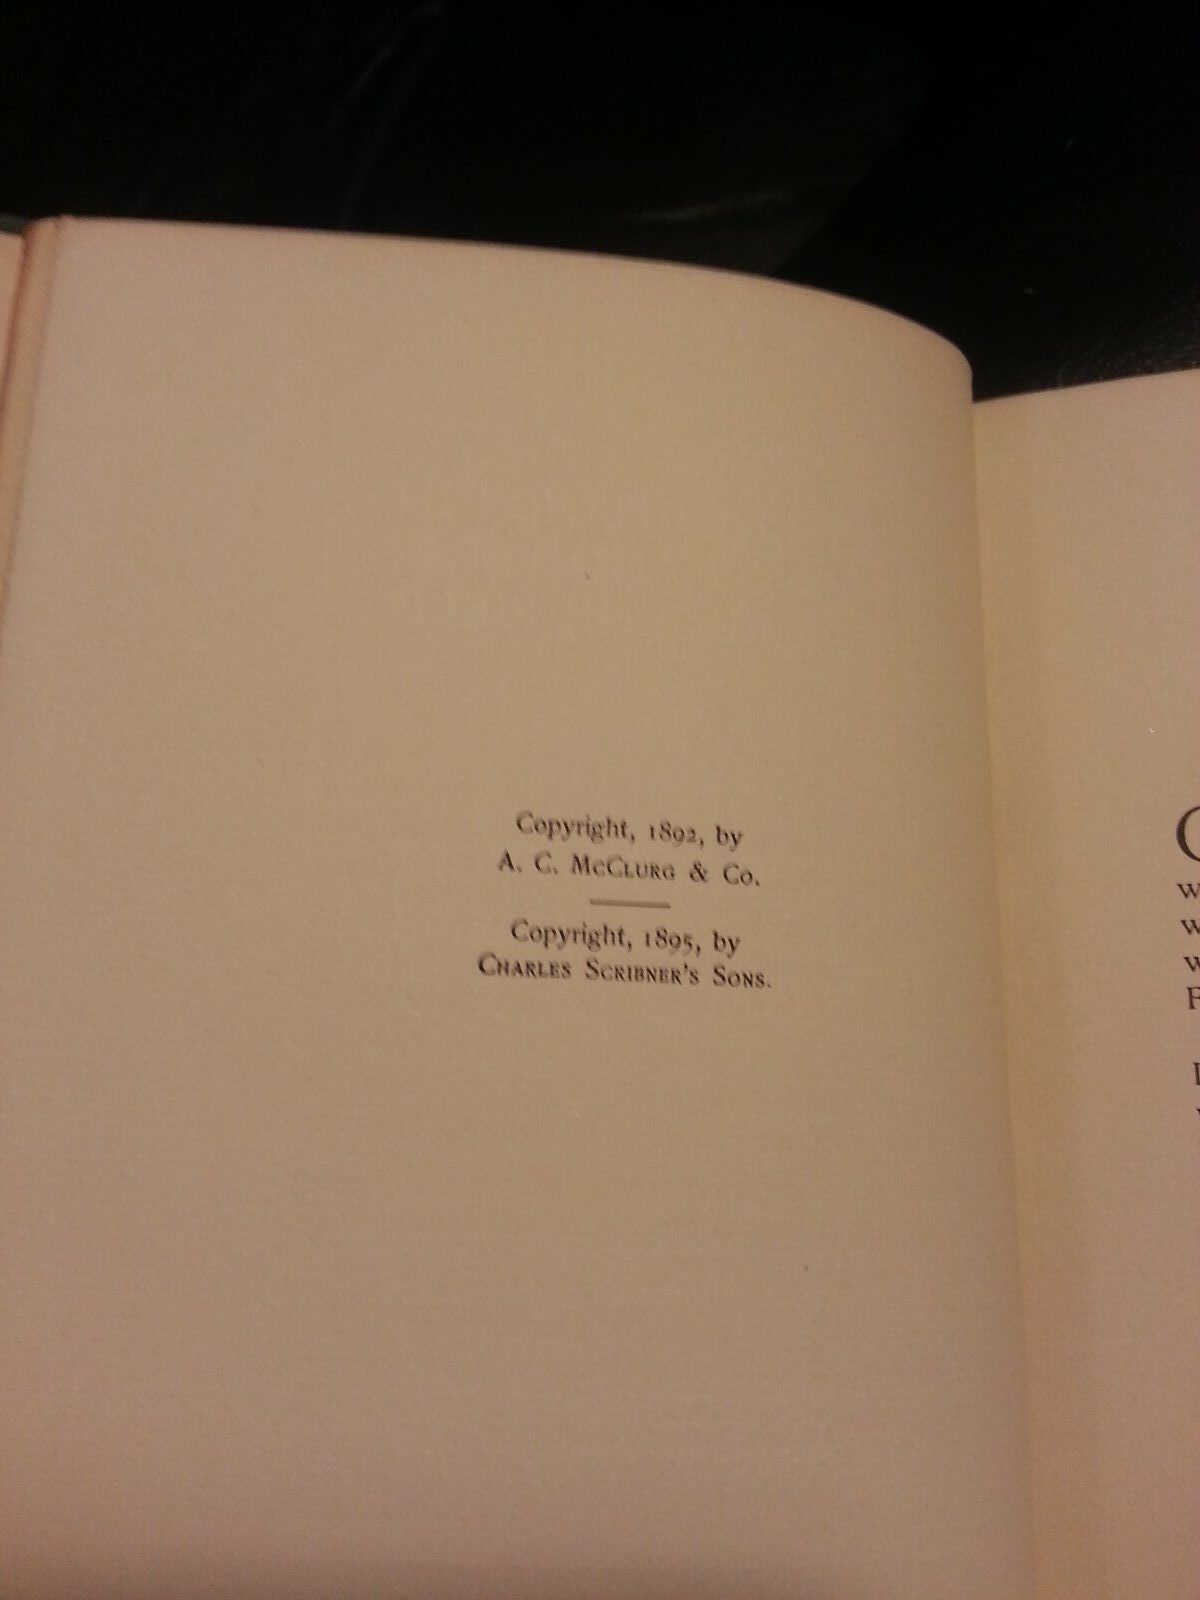 Copyright, 1892, by
A. C. McClurg & Co.
Copyright, 1895, by
Charles Scribner's Sons.